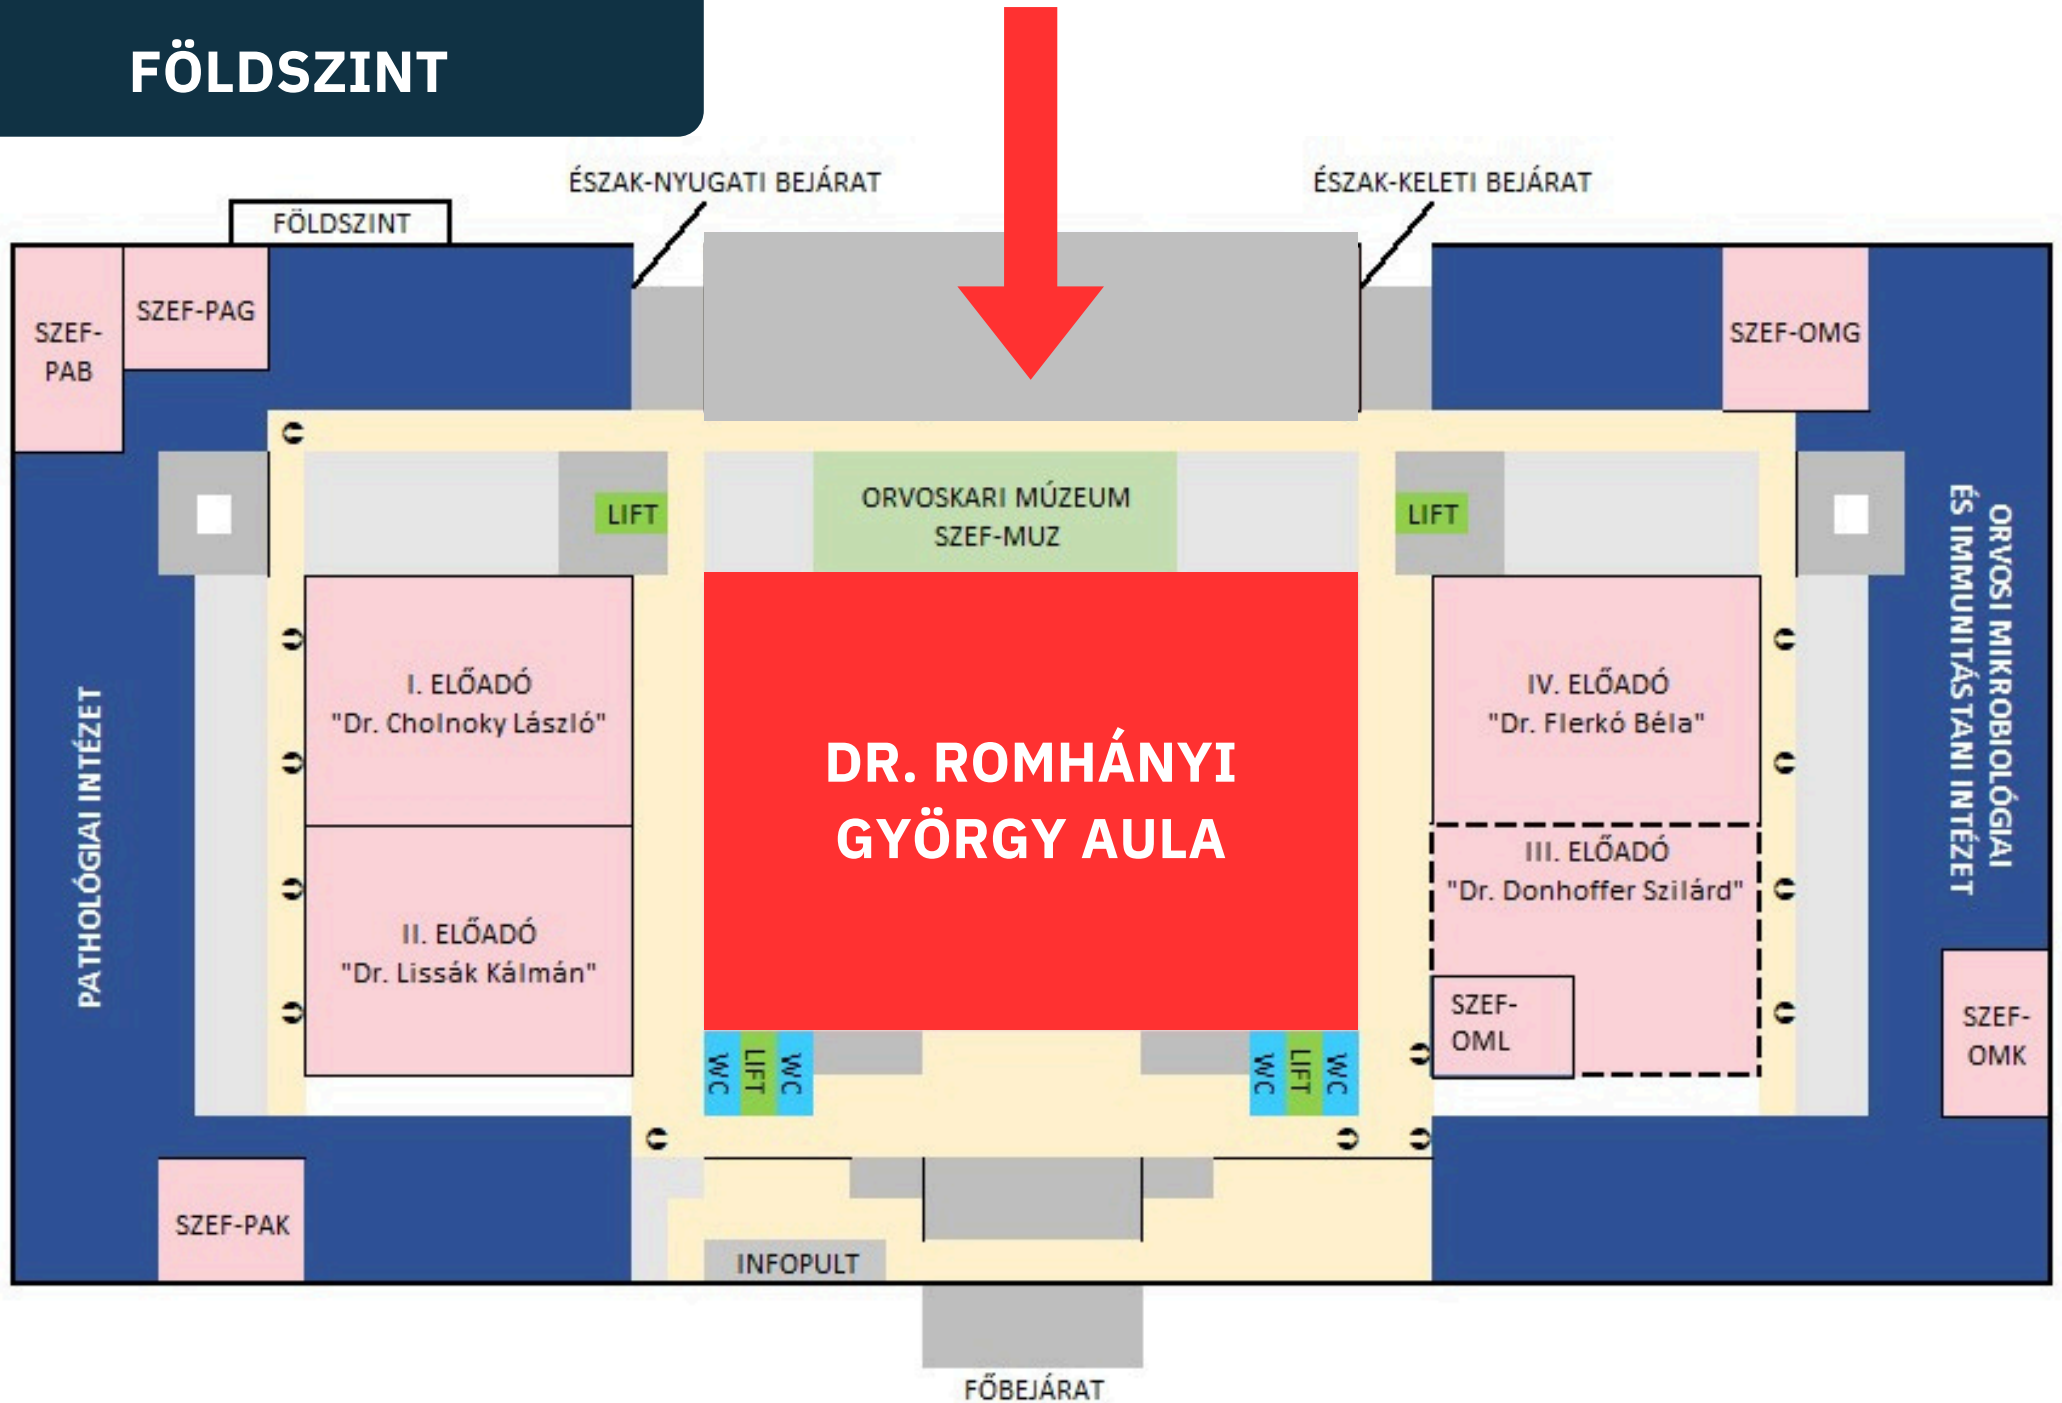 FÖLDSZINT
ÉSZAK-NYUGATI BEJÁRAT
ÉSZAK-KELETI BEJÁRAT
FÖLDSZINT
SZEF-
PAB
SZEF-PAG
SZEF-OMG
LIFT
ORVOSKARI MÚZEUM
SZEF-MUZ
LIFT
PATHOLÓGIAI INTÉZET
I. ELŐADÓ
"Dr. Cholnoky László"
II. ELŐADÓ
"Dr. Lissák Kálmán"
DR. ROMHÁNYI
GYÖRGY AULA
IV. ELŐADÓ
"Dr. Flerkó Béla"
III. ELŐADÓ
"Dr. Donhoffer Szilárd"
SZEF-
OML
ORVOSI MIKROBIOLÓGIAI
ÉS IMMUNITÁSTANI INTÉZET
SZEF-
OMK
WC
LIFT
WC
WC
LIFT
WC
SZEF-PAK
INFOPULT
FŐBEJÁRAT